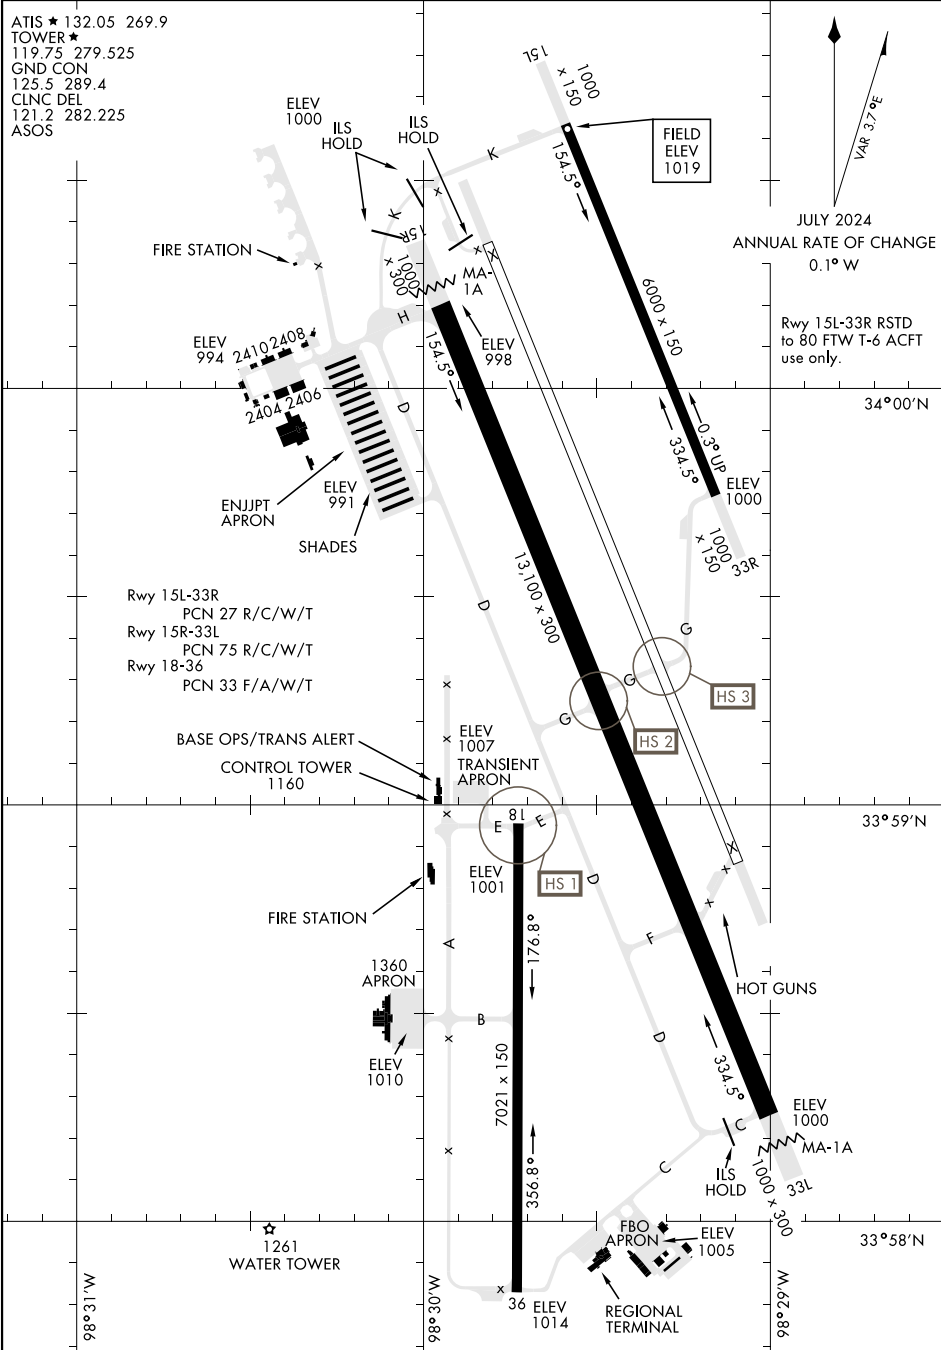 ATIS ★ 132.05 269.9
TOWER ★
119.75 279.525
GND CON
125.5 289.4
CLNC DEL
121.2 282.225
ASOS
15L
1000
x 150
ELEV
1000
ILS
HOLD
ILS
HOLD
K
FIELD
ELEV
1019
VAR 3.7°E
JULY 2024
ANNUAL RATE OF CHANGE
0.1° W
154.5°
x
K
15R
1000
x 300
x
X
FIRE STATION
x
MA-
1A
H
6000 x 150
Rwy 15L-33R RSTD
to 80 FTW T-6 ACFT
use only.
ELEV
994
2410
2408
2404
2406
154.5°
ELEV
998
34°00'N
D
334.5°
0.3° UP
ELEV
1000
ENJJPT
APRON
ELEV
991
SHADES
1000
x 150
33R
13,100 x 300
Rwy 15L-33R
PCN 27 R/C/W/T
Rwy 15R-33L
PCN 75 R/C/W/T
Rwy 18-36
PCN 33 F/A/W/T
D
G
G
G
HS 3
HS 2
x
x
BASE OPS/TRANS ALERT
CONTROL TOWER
1160
ELEV
1007
TRANSIENT
APRON
x
18
E
E
33°59'N
ELEV
1001
HS 1
D
X
x
x
FIRE STATION
A
176.8°
F
HOT GUNS
1360
APRON
B
ELEV
1010
x
7021 x 150
D
334.5°
ELEV
1000
C
MA-1A
x
356.8°
C
ILS
HOLD
1000 x 300
33L
1261
WATER TOWER
FBO
APRON
ELEV
1005
33°58'N
x
36
ELEV
1014
REGIONAL
TERMINAL
98°31'W
98°30'W
98°29'W